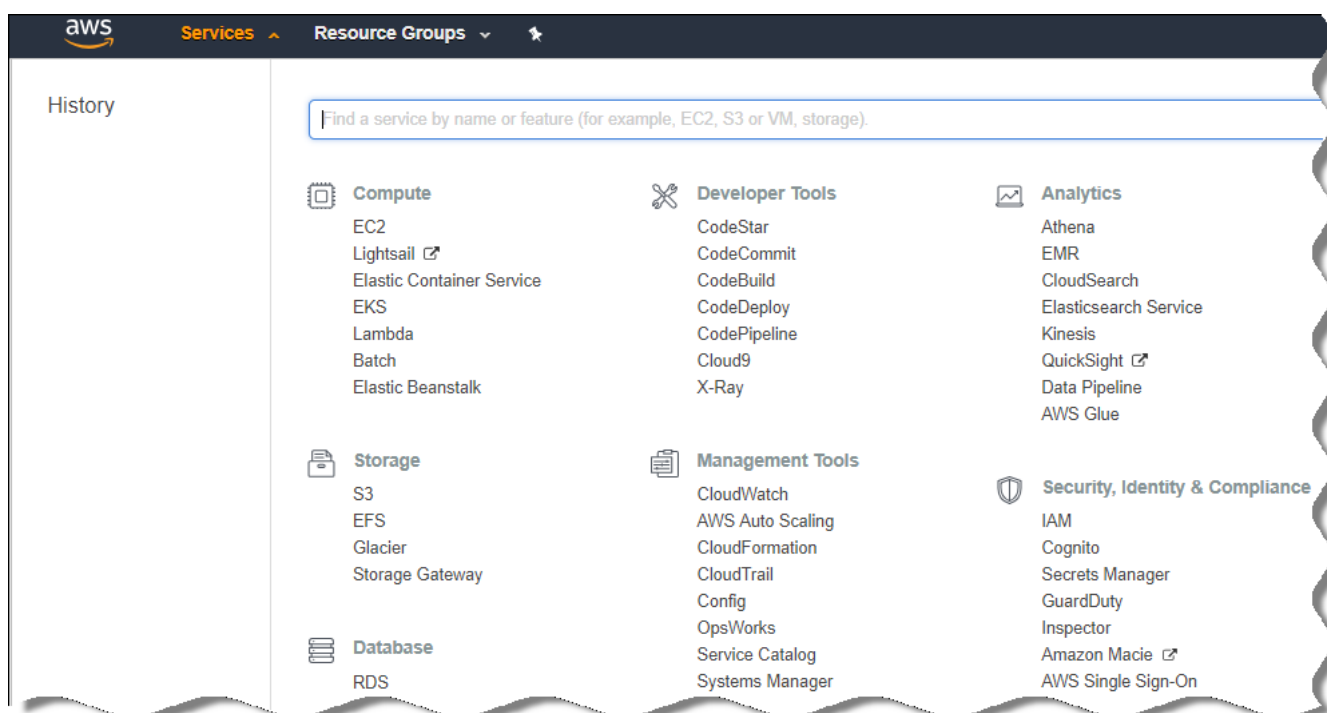 aws
Services
Resource Groups
History
Find a service by name or feature (for example, EC2, S3 or VM, storage).
Compute
EC2
Lightsail
Elastic Container Service
EKS
Lambda
Batch
Elastic Beanstalk
Storage
S3
EFS
Glacier
Storage Gateway
Database
RDS
Developer Tools
CodeStar
CodeCommit
CodeBuild
CodeDeploy
CodePipeline
Cloud9
X-Ray
Management Tools
CloudWatch
AWS Auto Scaling
CloudFormation
CloudTrail
Config
OpsWorks
Service Catalog
Systems Manager
Analytics
Athena
EMR
CloudSearch
Elasticsearch Service
Kinesis
QuickSight
Data Pipeline
AWS Glue
Security, Identity & Compliance
IAM
Cognito
Secrets Manager
GuardDuty
Inspector
Amazon Macie
AWS Single Sign-On